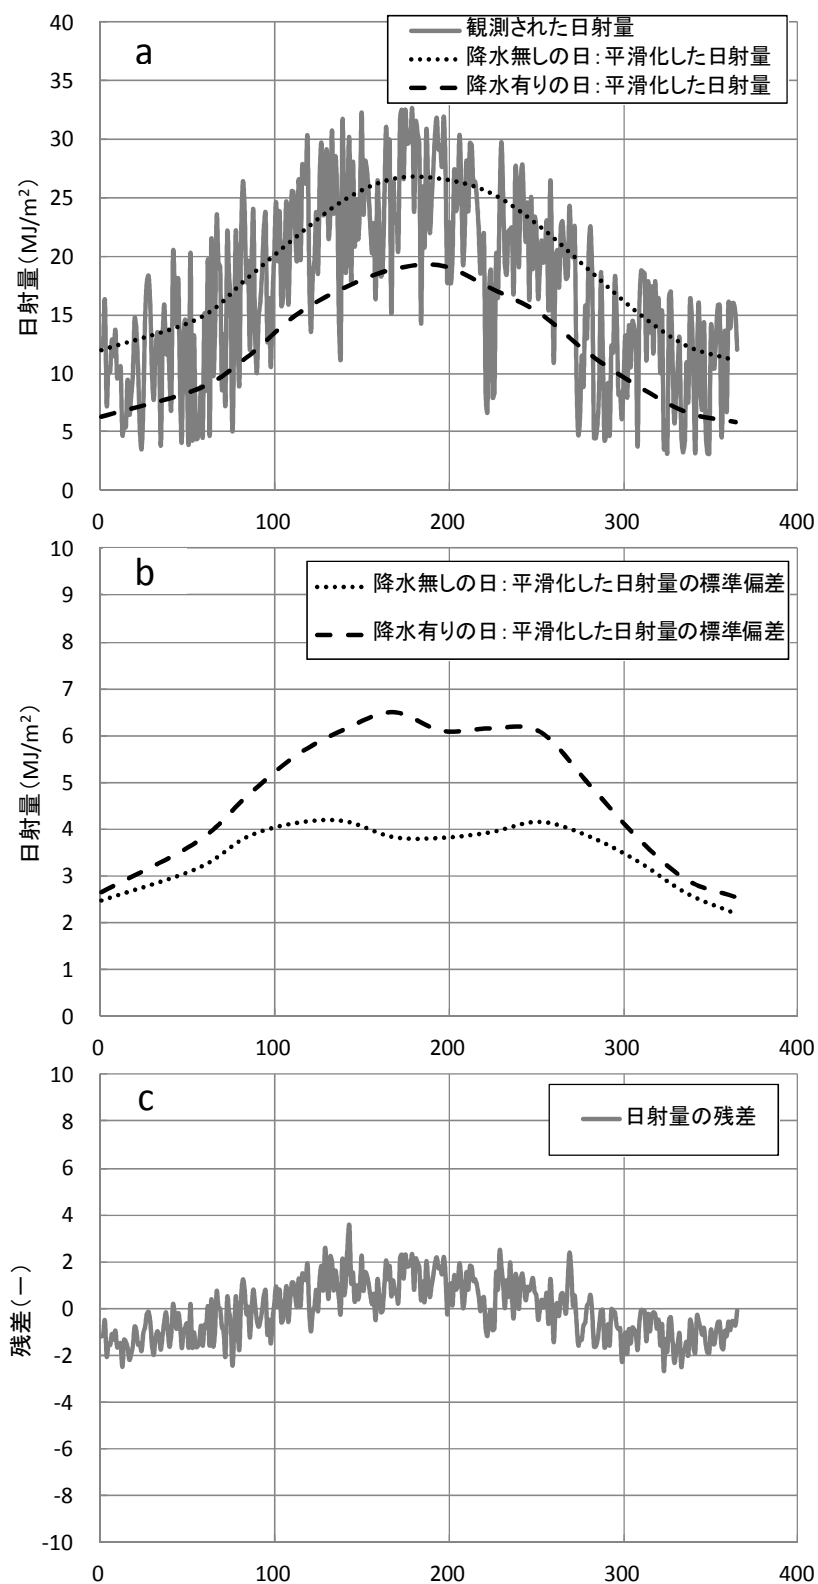 a
観測された日射量
降水無しの日：平滑化した日射量
降水有りの日：平滑化した日射量
日射量（MJ/m²）
40
35
30
25
20
15
10
5
0
0 100 200 300 400
b
降水無しの日：平滑化した日射量の標準偏差
降水有りの日：平滑化した日射量の標準偏差
日射量（MJ/m²）
10
9
8
7
6
5
4
3
2
1
0
0 100 200 300 400
c
日射量の残差
残差（－）
10
8
6
4
2
0
-2
-4
-6
-8
-10
0 100 200 300 400